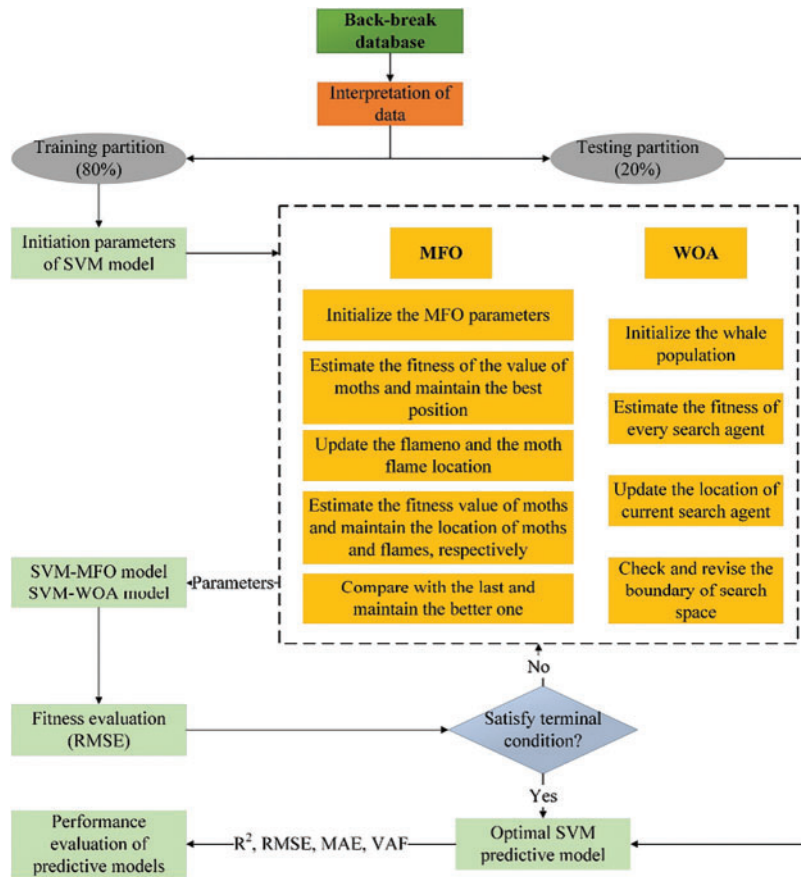 Back-break
database
Interpretation of
data
Training partition
(80%)
Testing partition
(20%)
Initiation parameters
of SVM model
MFO
WOA
Initialize the MFO parameters
Estimate the fitness of the value of
moths and maintain the best
position
Update the flameno and the moth
flame location
Estimate the fitness value of moths
and maintain the location of moths
and flames, respectively
Compare with the last and
maintain the better one
Initialize the whale
population
Estimate the fitness of
every search agent
Update the location of
current search agent
Check and revise the
boundary of search
space
SVM-MFO model
SVM-WOA model
Parameters
No
Fitness evaluation
(RMSE)
Satisfy terminal
condition?
Yes
Performance
evaluation of
predictive models
R², RMSE, MAE, VAF
Optimal SVM
predictive model